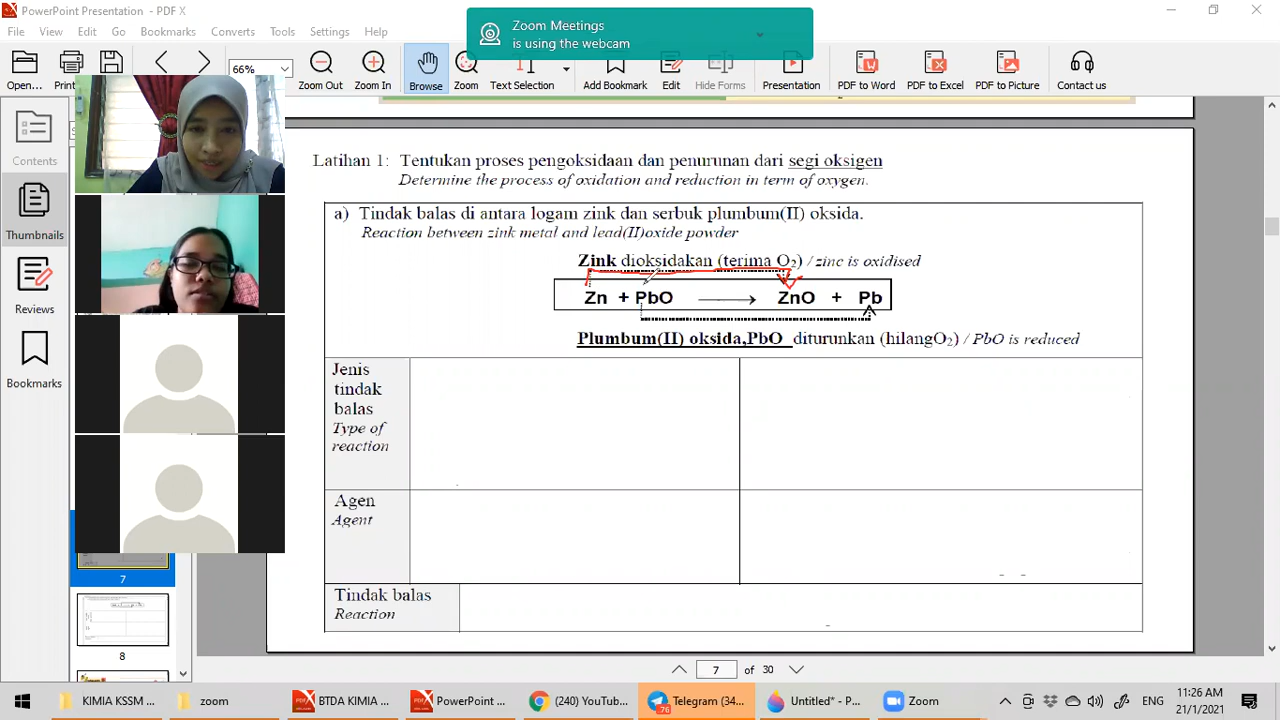 PowerPoint Presentation - PDF X
Zoom Meetings
is using the webcam
File View Edit Go Bookmarks Converts Tools Settings Help
66%
Open... Print Zoom Out Zoom In Browse Zoom Text Selection Add Bookmark Edit Hide Forms Presentation PDF to Word PDF to Excel PDF to Picture Contact us
Contents
Thumbnails
Reviews
Bookmarks
Latihan 1: Tentukan proses pengoksidaan dan penurunan dari segi oksigen
Determine the process of oxidation and reduction in term of oxygen.
a) Tindak balas di antara logam zink dan serbuk plumbum(II) oksida.
Reaction between zink metal and lead(II)oxide powder
Zink dioksidakan (terima O₂) / zinc is oxidised
Zn + PbO → ZnO + Pb
Plumbum(II) oksida,PbO diturunkan (hilangO₂) / PbO is reduced
Jenis
tindak
balas
Type of
reaction
Agen
Agent
Tindak balas
Reaction
7
8
7 of 30
KIMIA KSSM zoom BTDA KIMIA ... PowerPoint ... (240) YouTub... Telegram (34... Untitled* - P... Zoom ENG
76
11:26 AM
21/1/2021